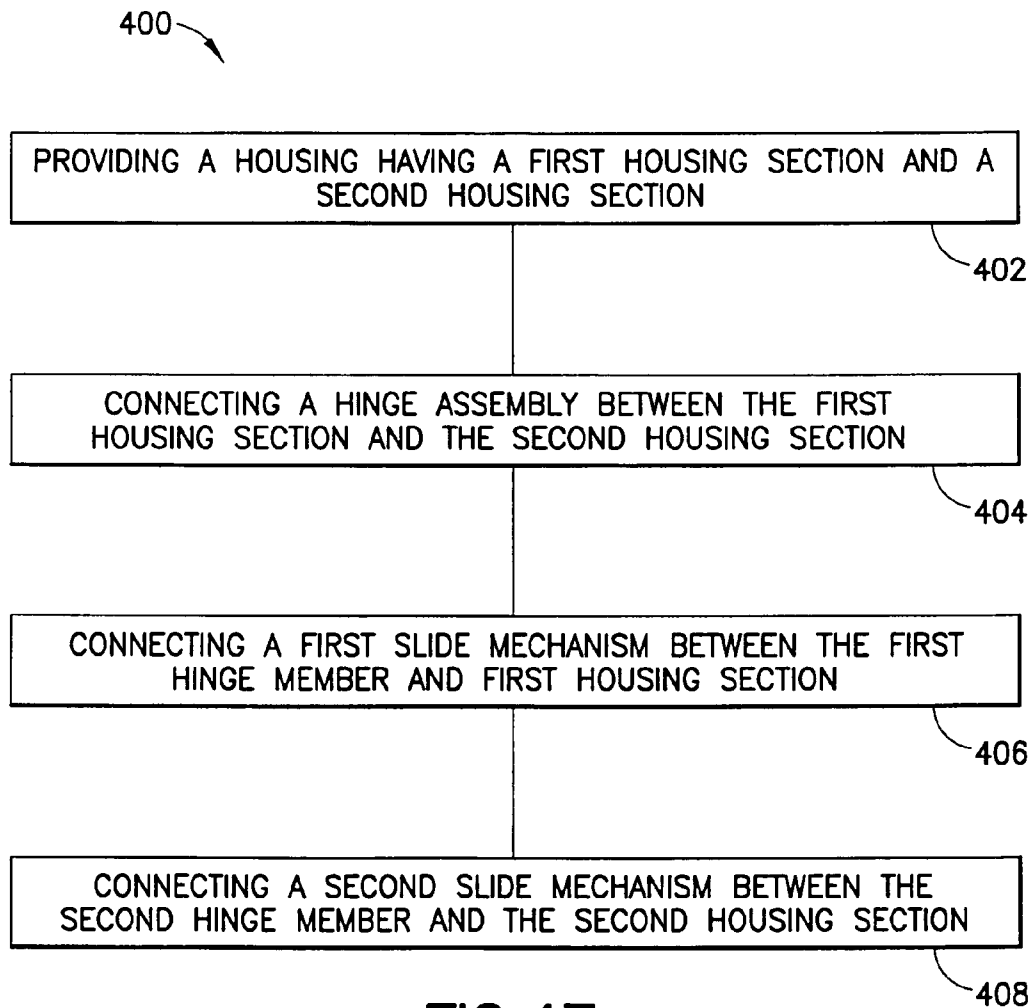 400
PROVIDING A HOUSING HAVING A FIRST HOUSING SECTION AND A
SECOND HOUSING SECTION
402
CONNECTING A HINGE ASSEMBLY BETWEEN THE FIRST
HOUSING SECTION AND THE SECOND HOUSING SECTION
404
CONNECTING A FIRST SLIDE MECHANISM BETWEEN THE FIRST
HINGE MEMBER AND FIRST HOUSING SECTION
406
CONNECTING A SECOND SLIDE MECHANISM BETWEEN THE
SECOND HINGE MEMBER AND THE SECOND HOUSING SECTION
408